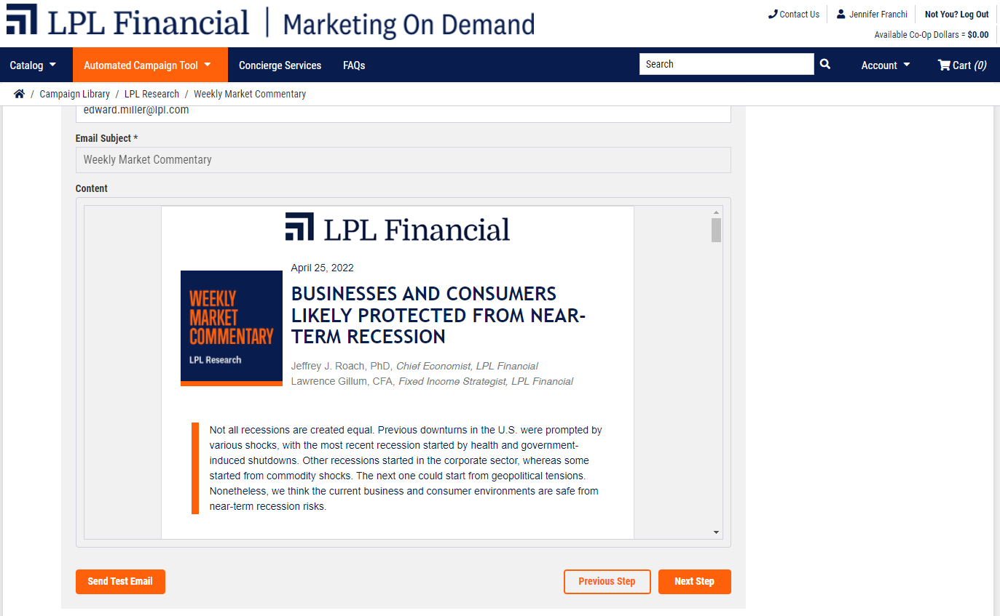 LPL Financial | Marketing On Demand
Contact Us
Jennifer Franchi
Not You? Log Out
Available Co-Op Dollars = $0.00
Catalog
Automated Campaign Tool
Concierge Services
FAQs
Search
Account
Cart (0)
/ Campaign Library / LPL Research / Weekly Market Commentary
edward.miller@lpl.com
Email Subject *
Weekly Market Commentary
Content
LPL Financial
April 25, 2022
WEEKLY
MARKET
COMMENTARY
LPL Research
BUSINESSES AND CONSUMERS
LIKELY PROTECTED FROM NEAR-
TERM RECESSION
Jeffrey J. Roach, PhD, Chief Economist, LPL Financial
Lawrence Gillum, CFA, Fixed Income Strategist, LPL Financial
Not all recessions are created equal. Previous downturns in the U.S. were prompted by
various shocks, with the most recent recession started by health and government-
induced shutdowns. Other recessions started in the corporate sector, whereas some
started from commodity shocks. The next one could start from geopolitical tensions.
Nonetheless, we think the current business and consumer environments are safe from
near-term recession risks.
Send Test Email
Previous Step
Next Step